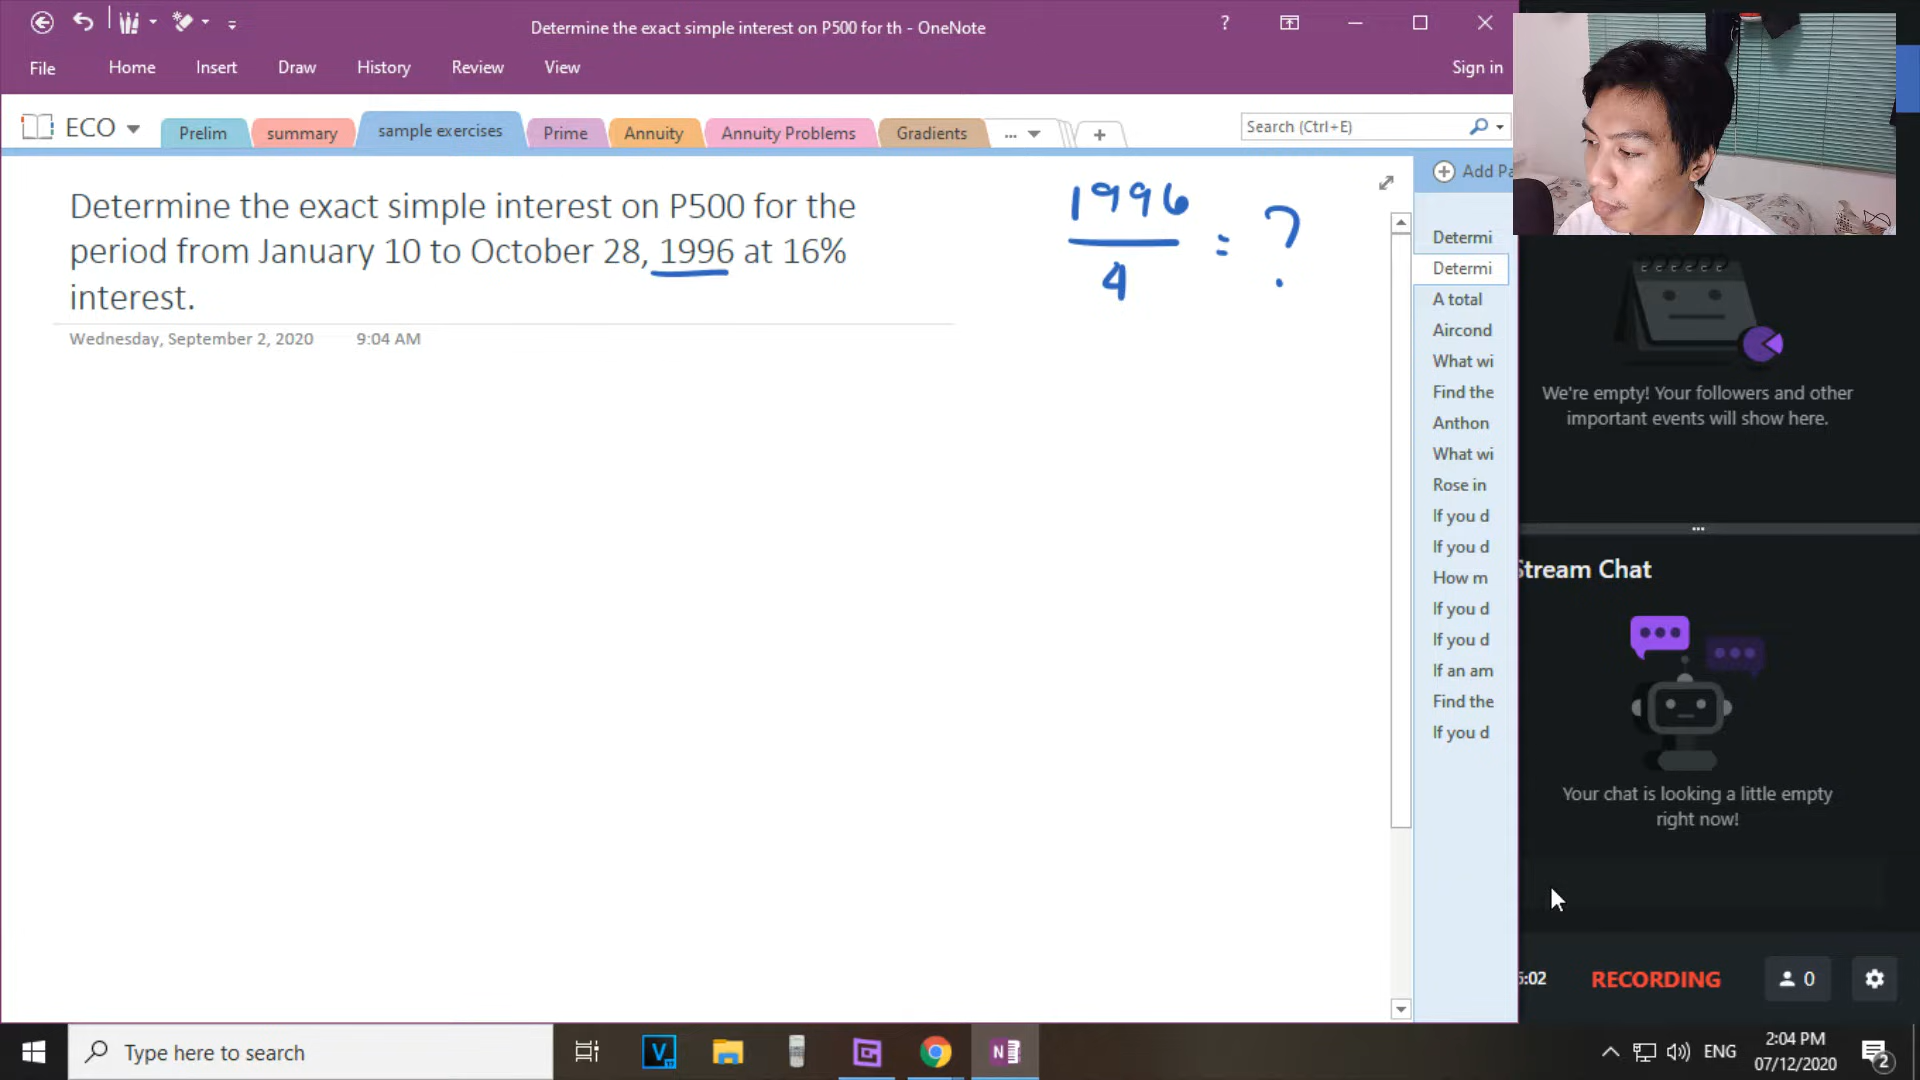 Determine the exact simple interest on P500 for th - OneNote
?
File
Home
Insert
Draw
History
Review
View
Sign in
ECO
Prelim
summary
sample exercises
Prime
Annuity
Annuity Problems
Gradients
...
Search (Ctrl+E)
Add Pa
Determine the exact simple interest on P500 for the
period from January 10 to October 28, 1996 at 16%
interest.
Wednesday, September 2, 2020 9:04 AM
1996
= ?
4
Determi
Determi
A total
Aircond
What wi
Find the
Anthon
What wi
Rose in
If you d
If you d
How m
If you d
If you d
If an am
Find the
If you d
We're empty! Your followers and other
important events will show here.
Stream Chat
Your chat is looking a little empty
right now!
5:02
RECORDING
0
Type here to search
V
N
ENG
2:04 PM
07/12/2020
2